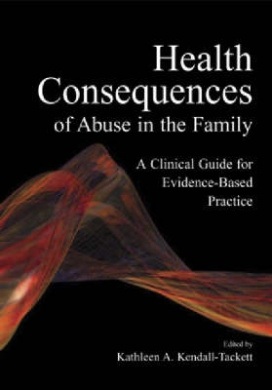 Health
Consequences
of Abuse in the Family
A Clinical Guide for
Evidence-Based
Practice
Edited by
Kathleen A. Kendall-Tackett